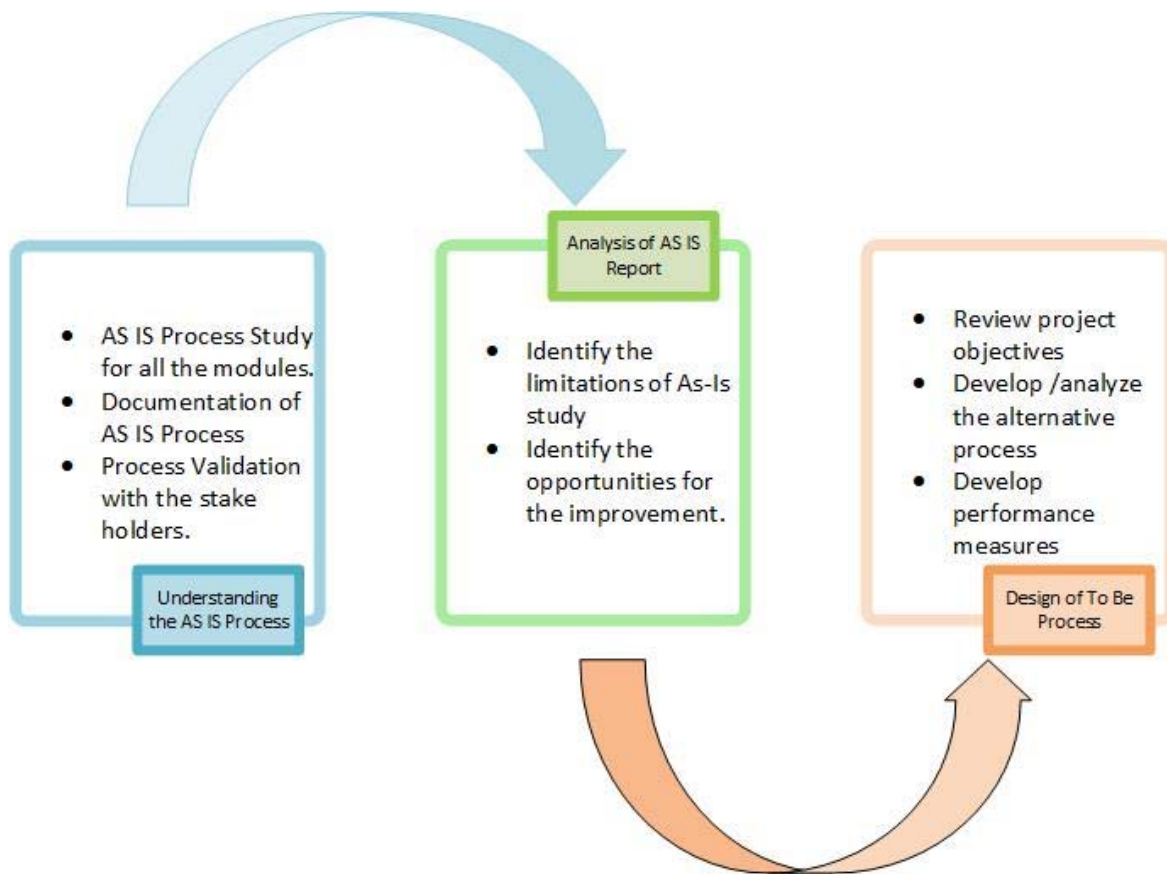 AS IS Process Study
for all the modules.
Documentation of
AS IS Process
Process Validation
with the stake
holders.
Understanding
the AS IS Process
Analysis of AS IS
Report
Identify the
limitations of As-Is
study
Identify the
opportunities for
the improvement.
Review project
objectives
Develop /analyze
the alternative
process
Develop
performance
measures
Design of To Be
Process